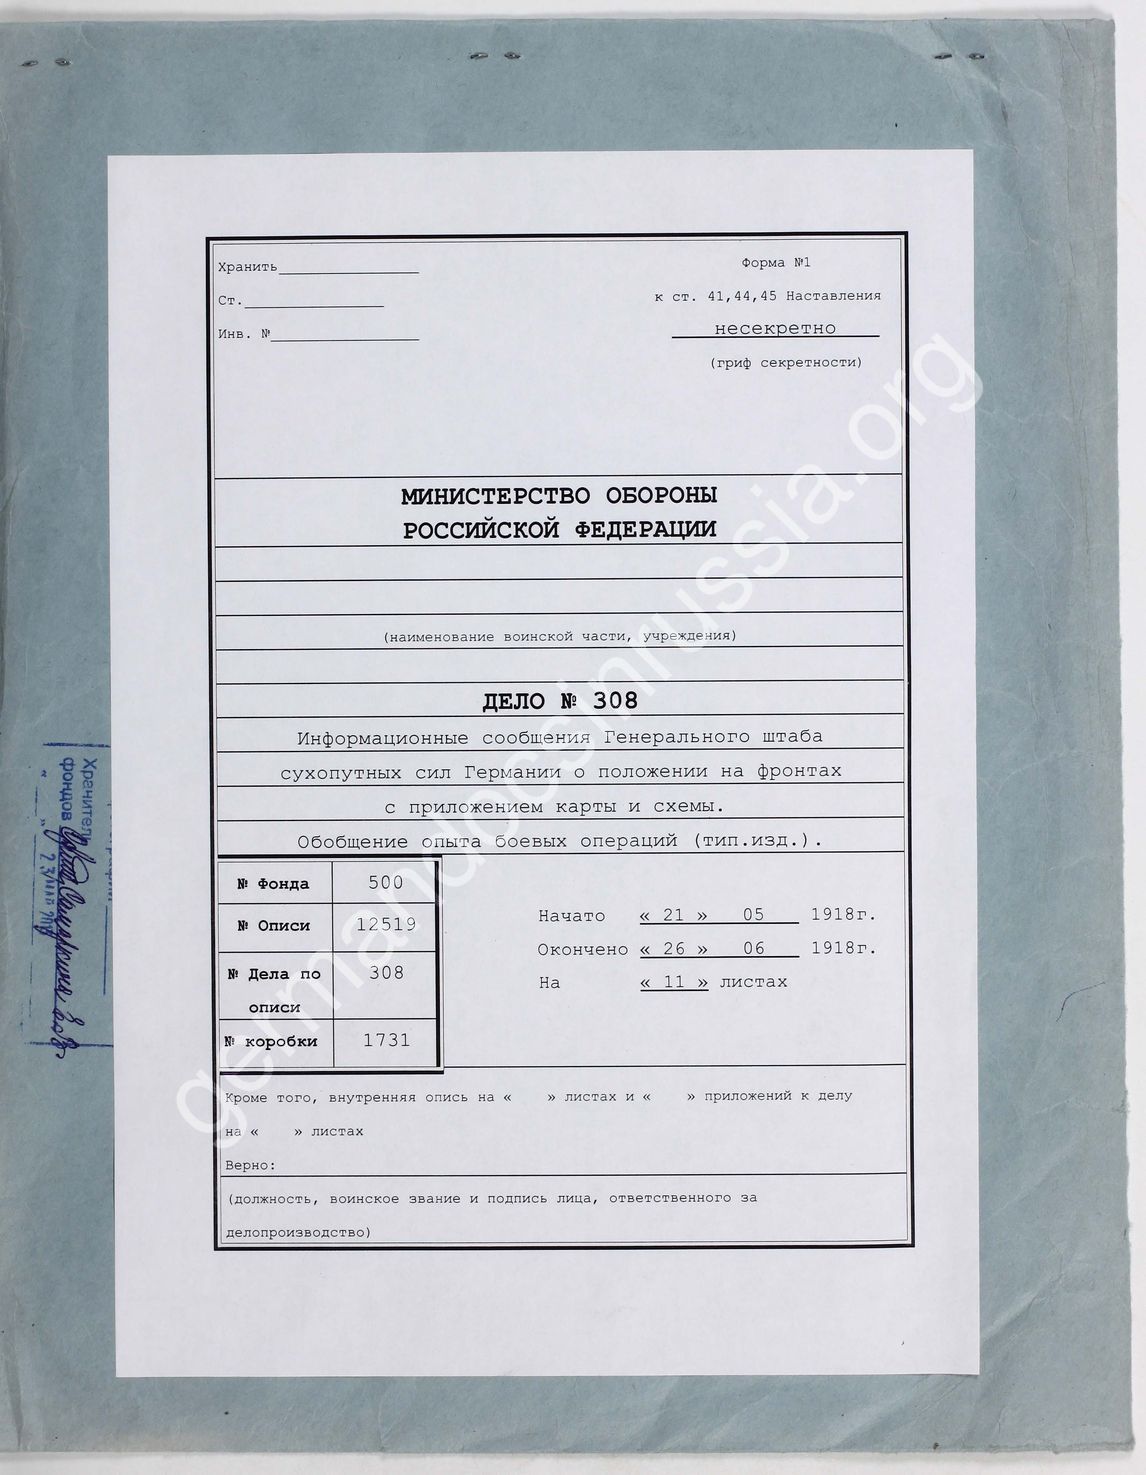 Хранить
Форма №1
Ст.
к ст. 41,44,45 Наставления
Инв. №
несекретно
(гриф секретности)
МИНИСТЕРСТВО ОБОРОНЫ
РОССИЙСКОЙ ФЕДЕРАЦИИ
(наименование воинской части, учреждения)
ДЕЛО № 308
Информационные сообщения Генерального штаба
сухопутных сил Германии о положении на фронтах
с приложением карты и схемы.
Обобщение опыта боевых операций (тип.изд.).
№ Фонда 500
№ Описи 12519
№ Дела по 308
описи
№ коробки 1731
Начато « 21 » 05 1918г.
Окончено « 26 » 06 1918г.
На « 11 » листах
Кроме того, внутренняя опись на « » листах и « » приложений к делу
на « » листах
Верно:
(должность, воинское звание и подпись лица, ответственного за
делопроизводство)
Хранитель
фондов
germandocsinrussia.org